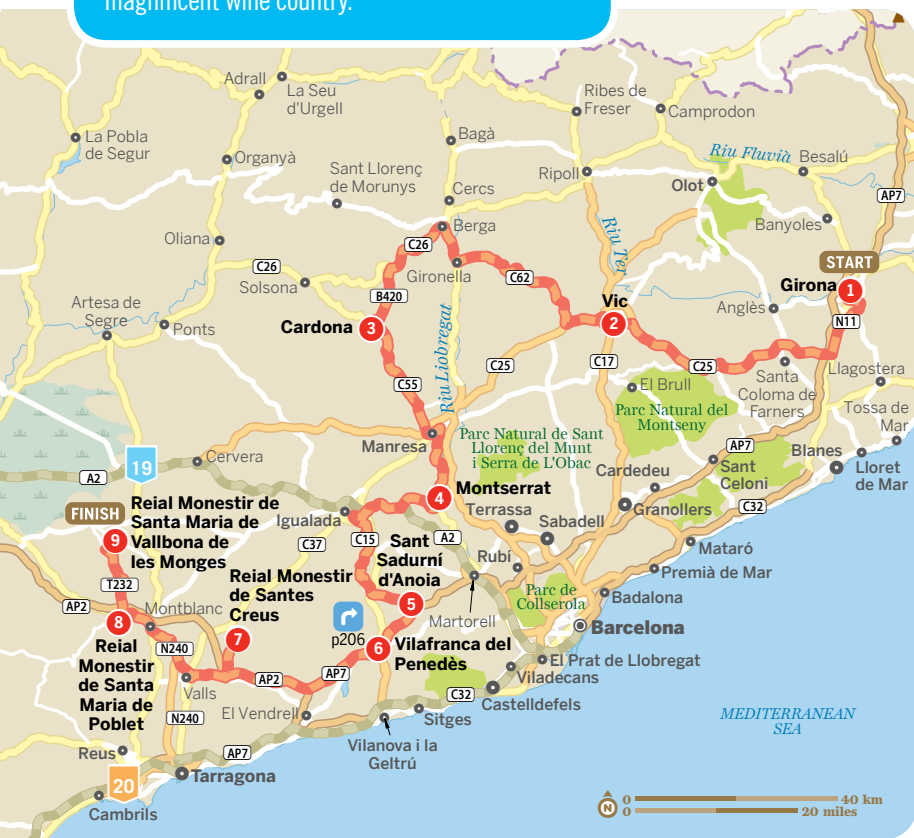 magnificent wine country.
Adrall
La Seu
d'Urgell
Ribes de
Freser
Camprodon
La Pobla
de Segur
Bagà
Organyà
Sant Llorenç
de Morunys
Ripoll
Riu Fluvià
Besalú
Olot
Cercs
AP7
Berga
Banyoles
Oliana
C26
C26
Riu Ter
START
Gironella
C62
Solsona
B420
Girona
1
Vic
2
Anglès
N11
Artesa de
Segre
Ponts
Cardona
3
Riu Liobregat
C17
C25
C25
Santa
Coloma de
Farners
Llagostera
C55
El Brull
Parc Natural del
Montseny
Tossa de
Mar
Manresa
Parc Natural de Sant
Llorenç del Munt
i Serra de L'Obac
AP7
Blanes
Lloret
de Mar
19
Cervera
Cardedeu
Sant
Celoni
A2
4
Montserrat
Terrassa
Granollers
C32
FINISH
9
Reial Monestir de
Santa Maria de
Vallbona de
les Monges
Igualada
Sabadell
C37
C15
A2
Sant
Sadurní
d'Anoia
Rubí
Mataró
T232
Reial Monestir
de Santes
Creus
Premià de Mar
Parc de
Collserola
Badalona
AP2
Montblanc
5
8
7
p206
Martorell
Barcelona
Reial
Monestir
de Santa
Maria de
Poblet
N240
6
Vilafranca del
Penedès
El Prat de Llobregat
Viladecans
AP2
AP7
Valls
C32
Castelldefels
N240
El Vendrell
Sitges
MEDITERRANEAN
SEA
Vilanova i la
Geltrú
Reus
AP7
20
Tarragona
Cambrils
N
0 40 km
0 20 miles